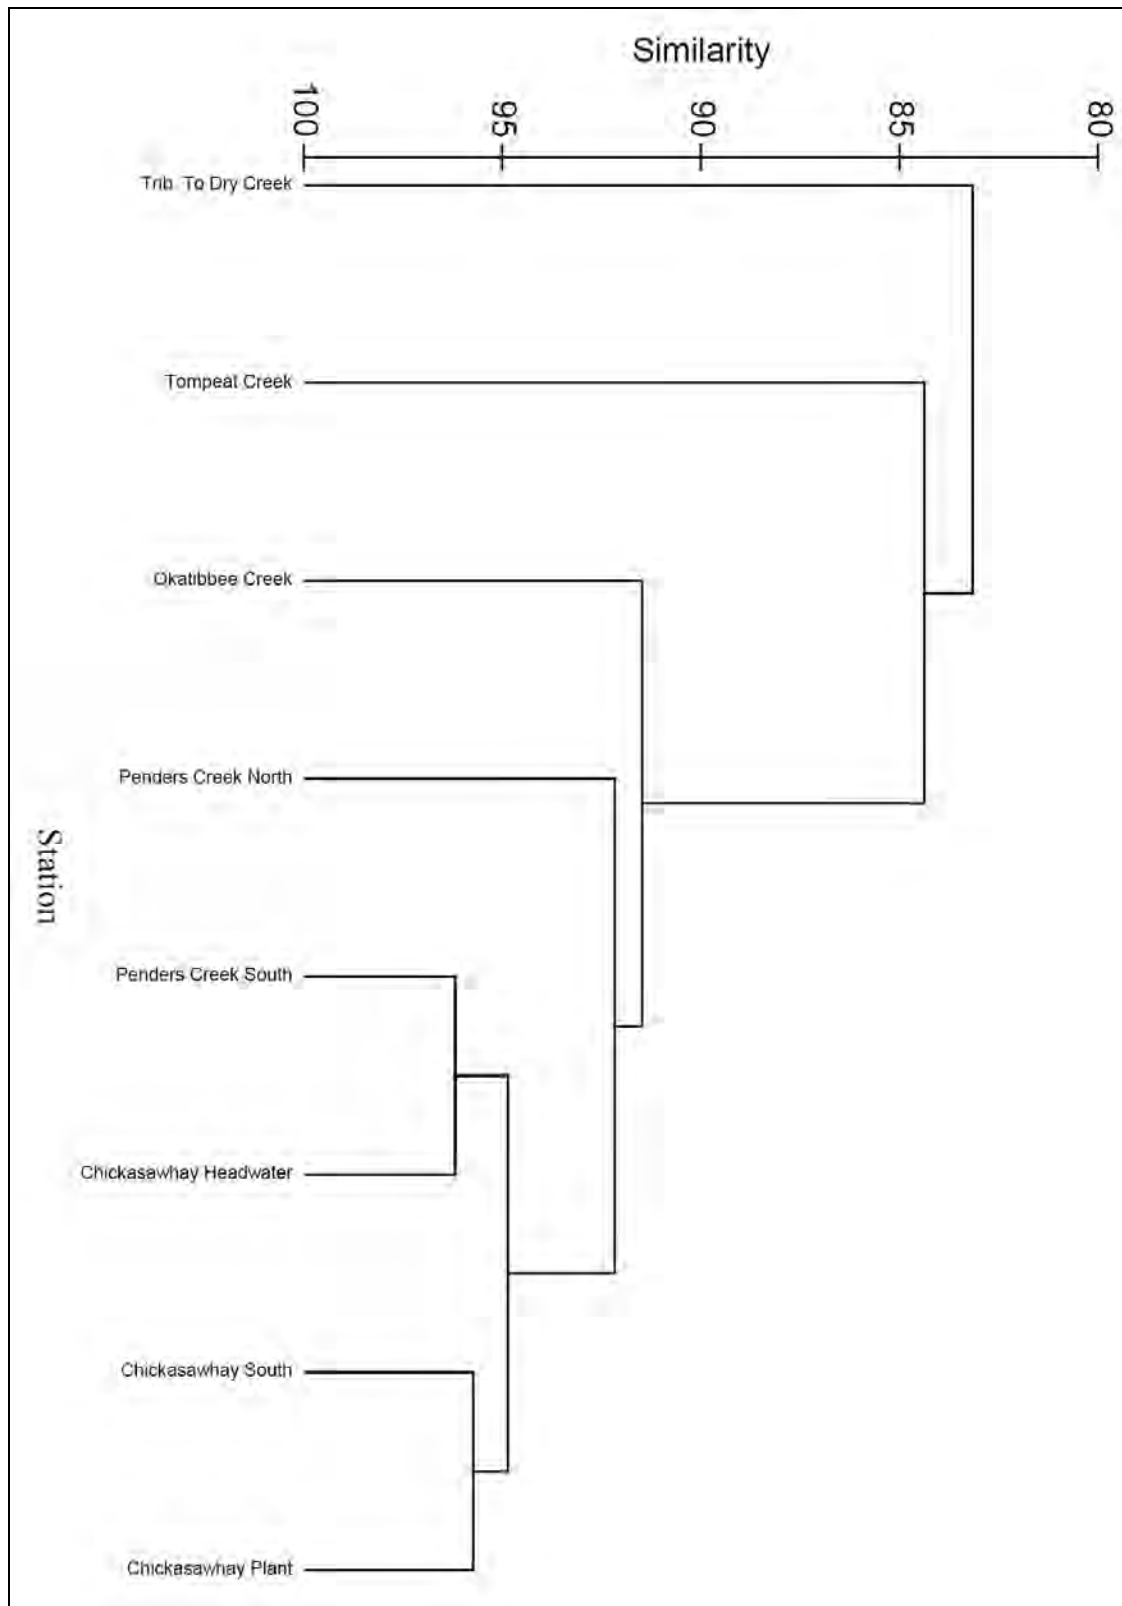 Similarity
100
95
90
85
80
Trib. To Dry Creek
Tompeat Creek
Okatibbee Creek
Penders Creek North
Station
Penders Creek South
Chickasawhay Headwater
Chickasawhay South
Chickasawhay Plant